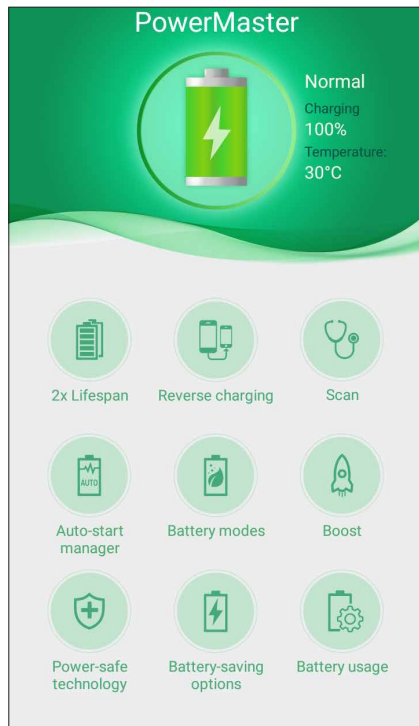 PowerMaster
Normal
Charging
100%
Temperature:
30°C
2x Lifespan
Reverse charging
Scan
AUTO
Auto-start
manager
Battery modes
Boost
Power-safe
technology
Battery-saving
options
Battery usage